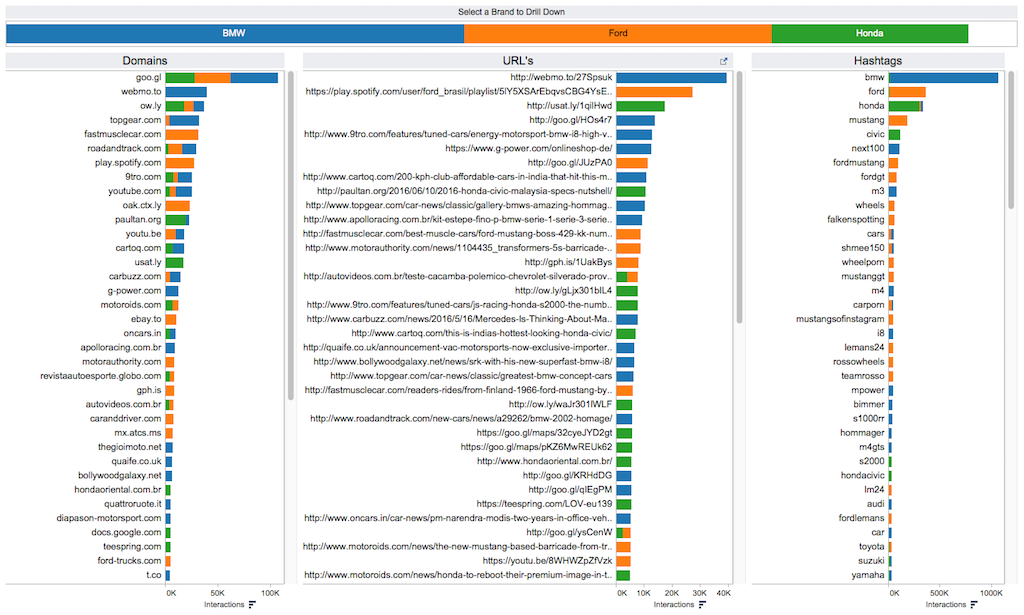 Select a Brand to Drill Down
BMW
Ford
Honda
Domains
goo.gl
webmo.to
ow.ly
topgear.com
fastmusclecar.com
roadandtrack.com
play.spotify.com
9tro.com
youtube.com
oak.ctx.ly
paultan.org
youtu.be
cartoq.com
usat.ly
carbuzz.com
g-power.com
motoroids.com
ebay.to
oncars.in
apolloracing.com.br
motorauthority.com
revistaautoesporte.globo.com
gph.is
autovideos.com.br
caranddriver.com
mx.atcs.ms
thegioimoto.net
quaife.co.uk
bollywoodgalaxy.net
hondaoriental.com.br
quattroruote.it
diapason-motorsport.com
docs.google.com
teespring.com
ford-trucks.com
t.co
0K 50K 100K
Interactions
URL's
http://webmo.to/27Spsuk
https://play.spotify.com/user/ford_brasil/playlist/5lY5XSArEbqvsCBG4YsE..
http://usat.ly/1qilHwd
http://goo.gl/HOs4r7
http://www.9tro.com/features/tuned-cars/energy-motorsport-bmw-i8-high-v..
https://www.g-power.com/onlineshop-de/
http://goo.gl/JUzPA0
http://www.cartoq.com/200-kph-club-affordable-cars-in-india-that-hit-this-m..
http://paultan.org/2016/06/10/2016-honda-civic-malaysia-specs-nutshell/
http://www.topgear.com/car-news/classic/gallery-bmws-amazing-hommag..
http://www.apolloracing.com.br/kit-estepe-fino-p-bmw-serie-1-serie-3-serie..
http://fastmusclecar.com/best-muscle-cars/ford-mustang-boss-429-kk-num..
http://www.motorauthority.com/news/1104435_transformers-5s-barricade-..
http://gph.is/1UakBys
http://autovideos.com.br/teste-cacamba-polemico-chevrolet-silverado-prov..
http://ow.ly/gLjx301bIL4
http://www.9tro.com/features/tuned-cars/js-racing-honda-s2000-the-numb..
http://www.carbuzz.com/news/2016/5/16/Mercedes-Is-Thinking-About-Ma..
http://www.cartoq.com/this-is-indias-hottest-looking-honda-civic/
http://quaife.co.uk/announcement-vac-motorsports-now-exclusive-importer..
http://www.bollywoodgalaxy.net/news/srk-with-his-new-superfast-bmw-i8/
http://www.topgear.com/car-news/classic/greatest-bmw-concept-cars
http://fastmusclecar.com/readers-rides/from-finland-1966-ford-mustang-by..
http://ow.ly/waJr301IWLF
http://www.roadandtrack.com/new-cars/news/a29262/bmw-2002-homage/
https://goo.gl/maps/32cyeJYD2gt
https://goo.gl/maps/pKZ6MwREUk62
http://www.hondaoriental.com.br/
http://goo.gl/KRHdDG
http://goo.gl/qIEgPM
https://teespring.com/LOV-eu139
http://www.oncars.in/car-news/pm-narendra-modis-two-years-in-office-veh..
http://goo.gl/ysCenW
http://www.motoroids.com/news/the-new-mustang-based-barricade-from-tr..
https://youtu.be/8WHWZpZfVzk
http://www.motoroids.com/news/honda-to-reboot-their-premium-image-in-t..
0K 10K 20K 30K 40K
Interactions
Hashtags
bmw
ford
honda
mustang
civic
next100
fordmustang
fordgt
m3
wheels
falkenspotting
cars
shmee150
wheelporn
mustanggt
m4
carporn
mustangsofinstagram
i8
lemans24
rossowheels
teamrosso
mpower
bimmer
s1000rr
hommager
m4gts
s2000
hondacivic
lm24
audi
fordlemans
car
toyota
suzuki
yamaha
0K 500K 1000K
Interactions